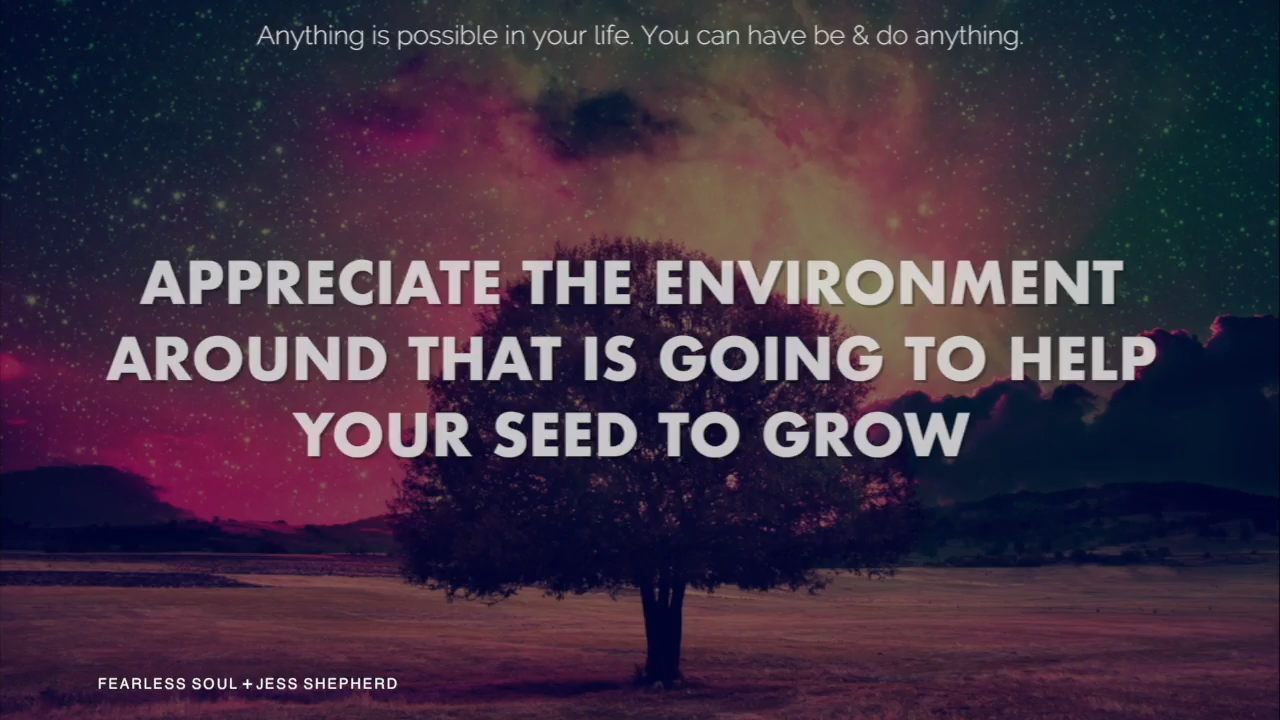 Anything is possible in your life. You can have be & do anything.
APPRECIATE THE ENVIRONMENT
AROUND THAT IS GOING TO HELP
YOUR SEED TO GROW
FEARLESS SOUL + JESS SHEPHERD